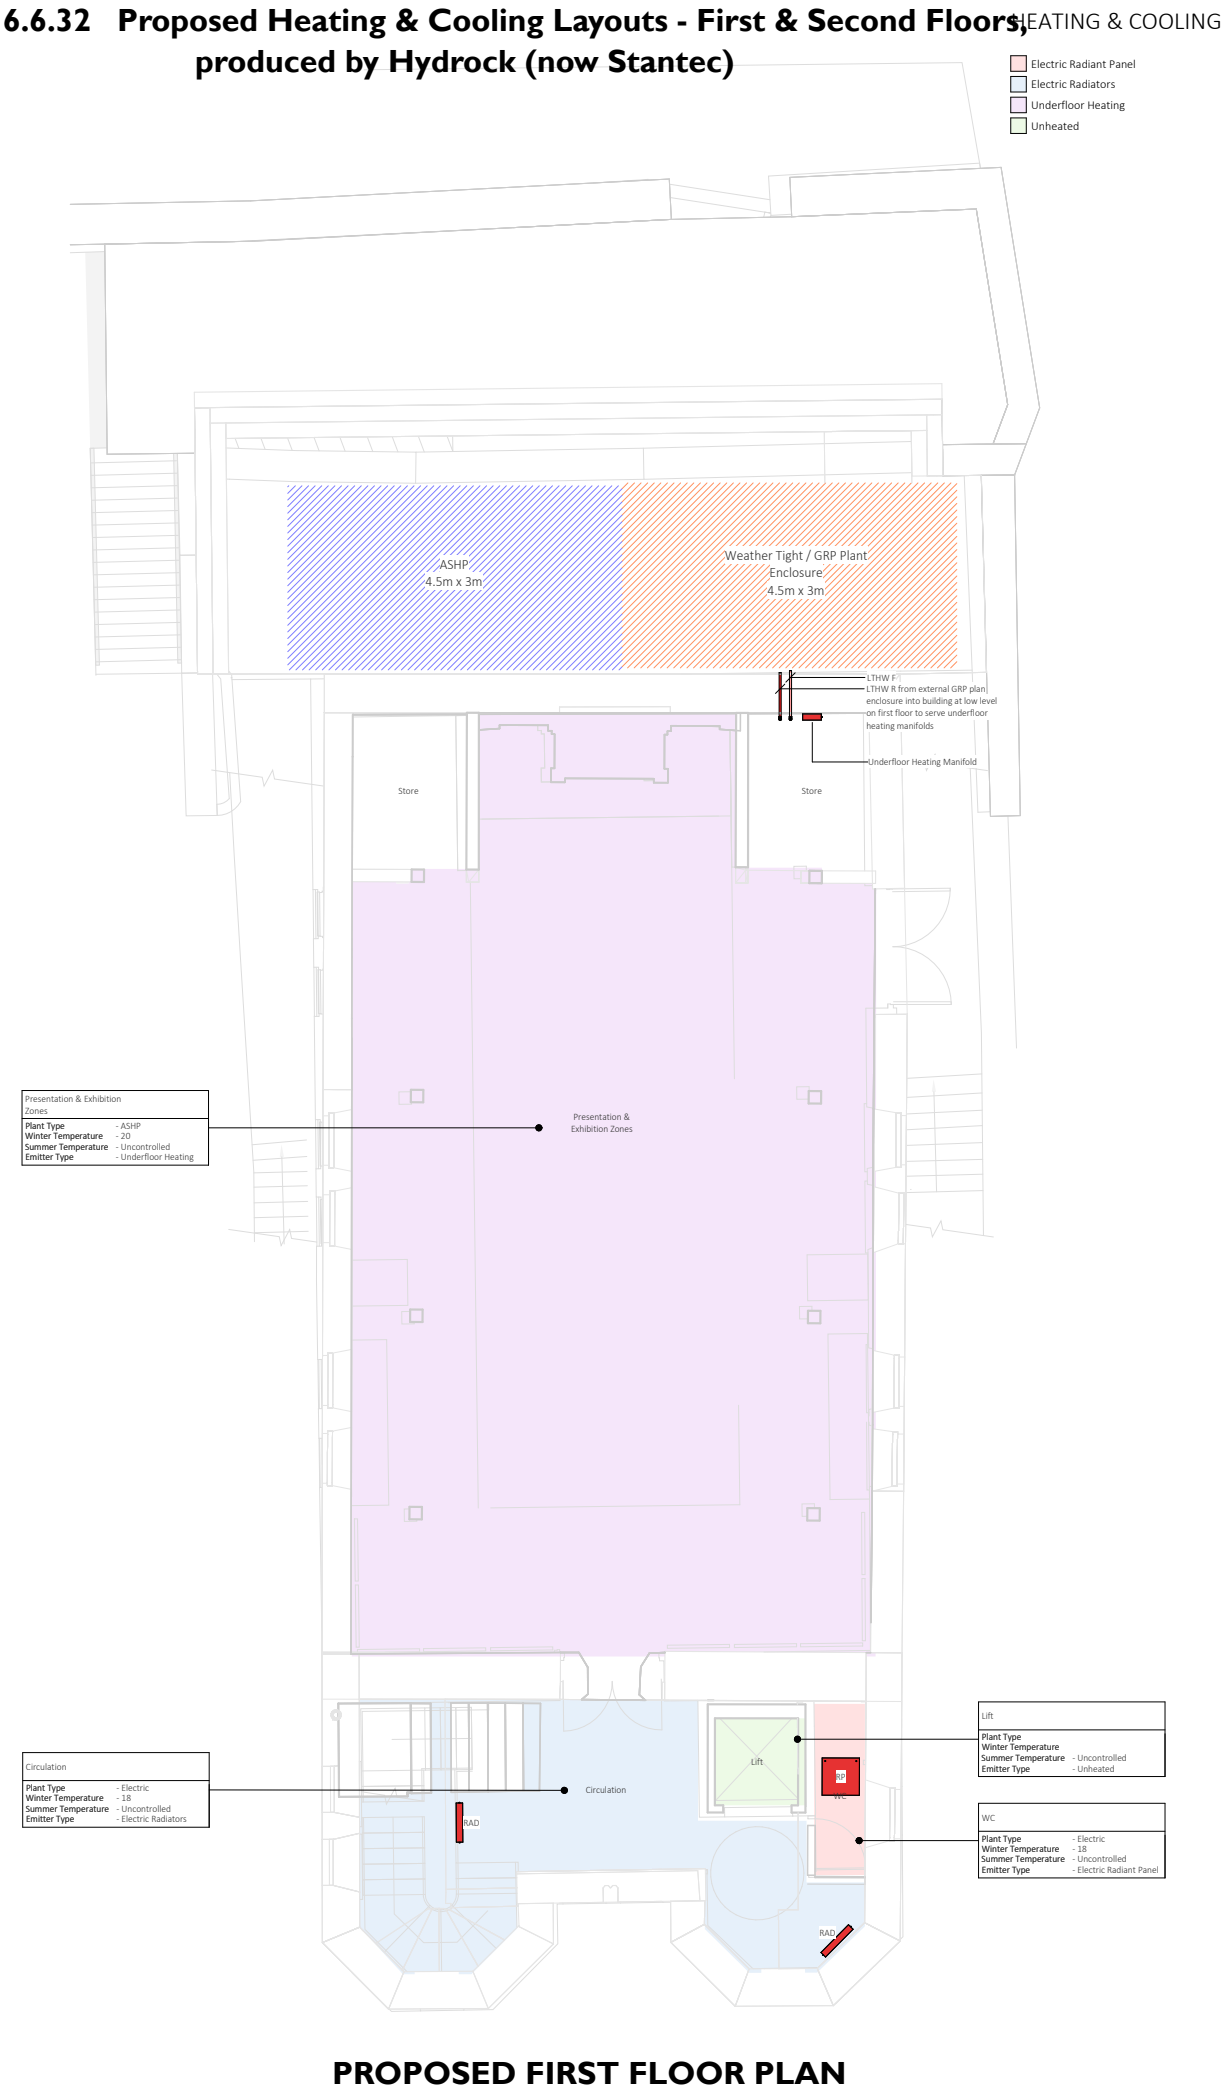 6.6.32 Proposed Heating & Cooling Layouts - First & Second Floors,
produced by Hydrock (now Stantec)
HEATING & COOLING
Electric Radiant Panel
Electric Radiators
Underfloor Heating
Unheated
ASHP
4.5m x 3m
Weather Tight / GRP Plant
Enclosure
4.5m x 3m
LTHW F
LTHW R from external GRP plan
enclosure into building at low level
on first floor to serve underfloor
heating manifolds
Underfloor Heating Manifold
Store
Store
Presentation & Exhibition
Zones
Plant Type - ASHP
Winter Temperature - 20
Summer Temperature - Uncontrolled
Emitter Type - Underfloor Heating
Presentation &
Exhibition Zones
Lift
Plant Type
Winter Temperature
Summer Temperature - Uncontrolled
Emitter Type - Unheated
Circulation
Plant Type - Electric
Winter Temperature - 18
Summer Temperature - Uncontrolled
Emitter Type - Electric Radiators
Lift
Circulation
RP
WC
RAD
WC
Plant Type - Electric
Winter Temperature - 18
Summer Temperature - Uncontrolled
Emitter Type - Electric Radiant Panel
RAD
PROPOSED FIRST FLOOR PLAN